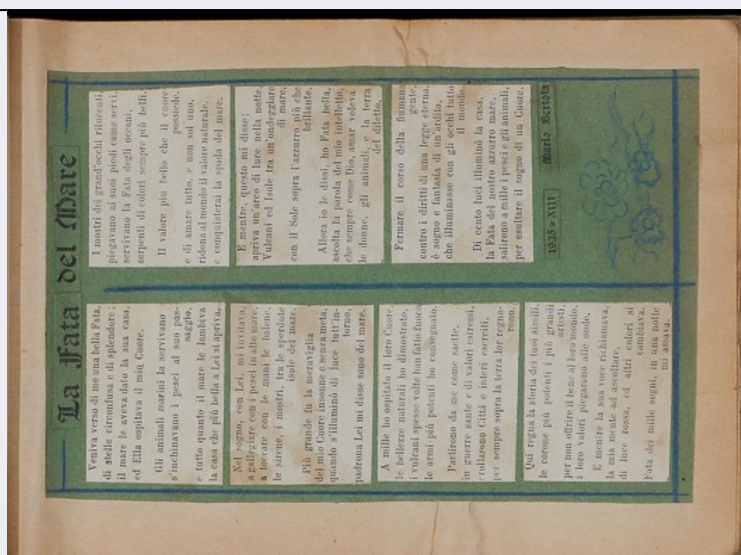 La Fata del Mare
Veniva verso di me una bella Fata,
di stelle circonfusa e di splendore:
il mare le aveva dato la sua casa,
ed Ella ospitava il mio Cuore.
Gli animali marini la servivano
s'inchinavano i pesci al suo pas-
saggio,
e tutto quanto il mare le lambiva
la casa che più bella a Lei si apriva.
Nel sogno, con Lei, mi invitava,
a galleggiare con i pesci in alto mare;
a toccare con le mani le balene,
le sirene, i mostri, tra le sperdute
isole del mare.
Più grande fu la meraviglia
del mio Cuore insonne e senza meta,
quando s'illuminò di luce tutt'in-
torno,
padrona Lei mi disse sono del mare.
A mille ho ospitato il loro Cuore,
le bellezze naturali ho dimostrato,
i vulcani spesse volte han fatto fuoco
le armi più potenti ho consegnato.
Partirono da me come saette,
in guerre sante e di valori estremi,
crollarono Città e interi eserciti,
per sempre sopra la terra lor regna-
rono.
Qui regna la storia dei tuoi simili,
le corone più potenti i più grandi
artisti,
per non offrire il bene al loro mondo,
i loro valori piegarono alle onde.
E mentre la sua voce richiamava,
la mia mente ad ascoltare,
di luce rossa, ed altri colori si
cambiava.
Fata dei mille sogni, in una notte
mi amava.
I mostri dei grand'occhi rilucenti,
piegavano ai suoi piedi come servi,
servivano la Fata degli oceani,
serpenti di colori sempre più belli.
Il valore più bello che il cuore
possiede,
e di amare tutto, e non sol uno,
ridona al mondo il valore naturale,
e conquisterai la spada del mare.
E mentre, questo mi disse;
apriva un'arco di luce nella notte,
Vulcani ed Isole tra un'ondeggiare
di mare,
con il Sole sopra l'azzurro più che
brillante.
Allora io le dissi, ho Fata bella,
ascolta la parola del mio intelletto,
che sempre come Dio, amar voleva
le donne, gli animali, e la terra
del diletto.
Fermare il corso della fiumana
gente,
contro i diritti di una legge eterna,
è sogno e fantasia di un'ardito,
che illuminasse con gli occhi tutto
il mondo.
Di cento luci illuminò la casa,
la Fata del nostro azzurro mare,
salirono a mille i pesci e gli animali,
per esaltare il sogno di un Cuore.
1935 = XIII Mario Bertola